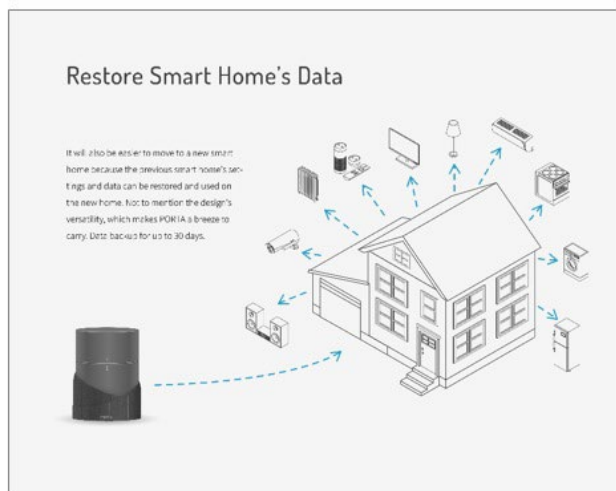 Restore Smart Home's Data
It will also be easier to move to a new smart
home because the previous smart home's set-
tings and data can be restored and used on
the new home. Not to mention the design's
versatility, which makes PORTA a breeze to
carry. Data backup for up to 30 days.